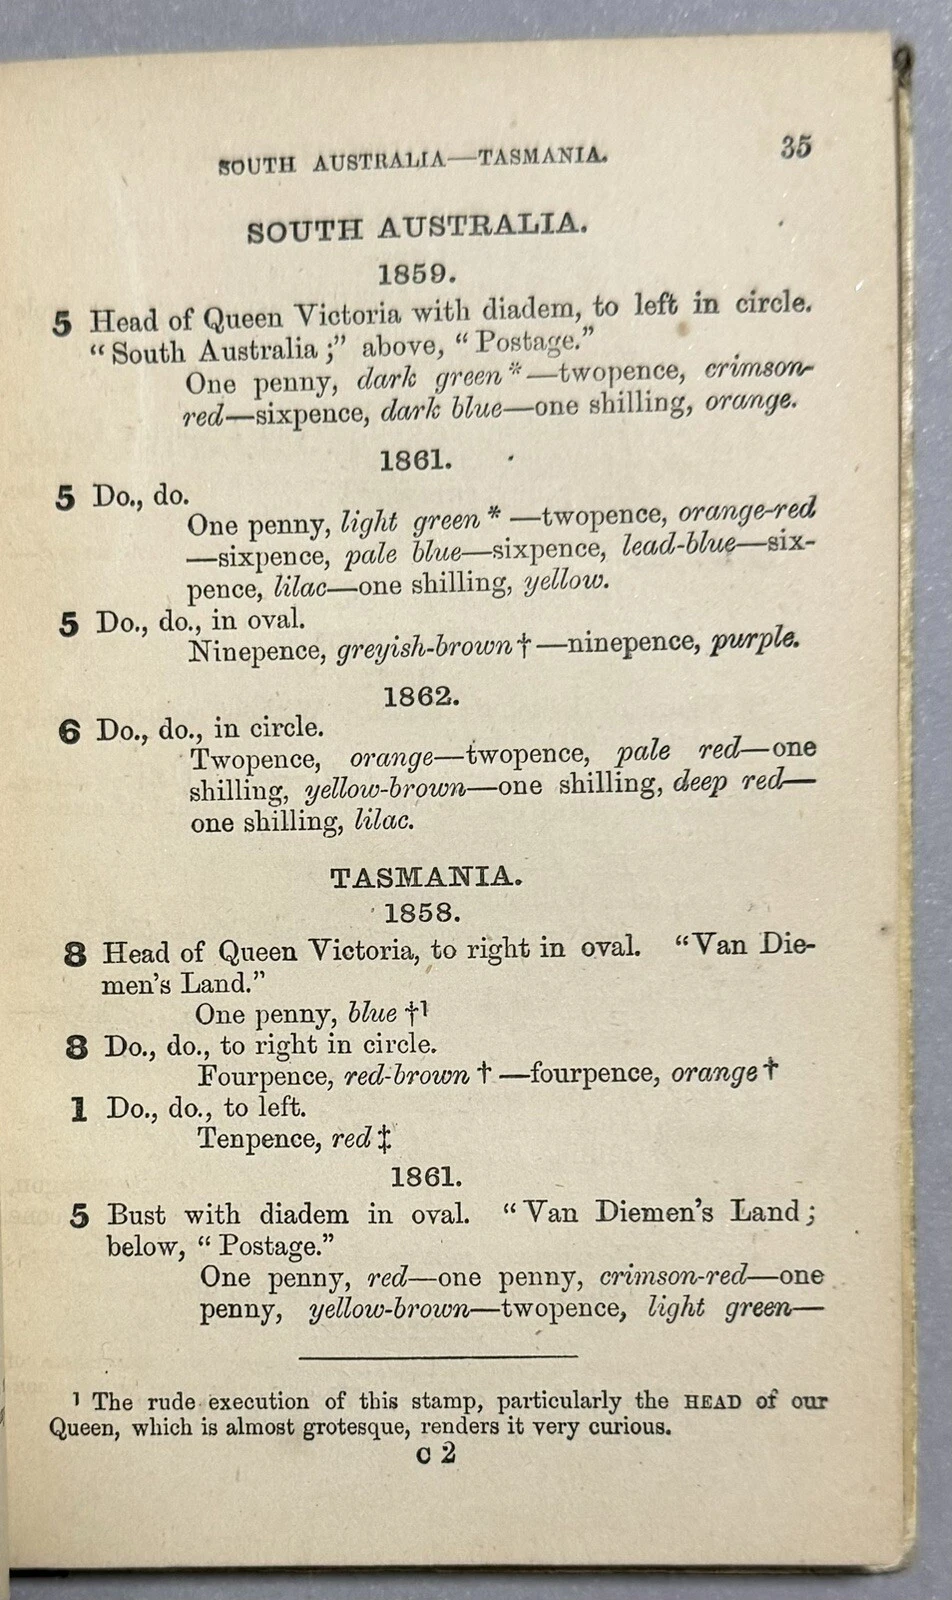 SOUTH AUSTRALIA—TASMANIA. 35
SOUTH AUSTRALIA.
1859.
5 Head of Queen Victoria with diadem, to left in circle.
“South Australia;” above, “Postage.”
One penny, dark green*—twopence, crimson-
red—sixpence, dark blue—one shilling, orange.
1861.
5 Do., do.
One penny, light green*—twopence, orange-red
—sixpence, pale blue—sixpence, lead-blue—six-
pence, lilac—one shilling, yellow.
5 Do., do., in oval.
Ninepence, greyish-brown†—ninepence, purple.
1862.
6 Do., do., in circle.
Twopence, orange—twopence, pale red—one
shilling, yellow-brown—one shilling, deep red—
one shilling, lilac.
TASMANIA.
1858.
8 Head of Queen Victoria, to right in oval. “Van Die-
men’s Land.”
One penny, blue †¹
8 Do., do., to right in circle.
Fourpence, red-brown †—fourpence, orange†
1 Do., do., to left.
Tenpence, red‡
1861.
5 Bust with diadem in oval. “Van Diemen’s Land;
below, “Postage.”
One penny, red—one penny, crimson-red—one
penny, yellow-brown—twopence, light green—
¹ The rude execution of this stamp, particularly the HEAD of our
Queen, which is almost grotesque, renders it very curious.
C 2